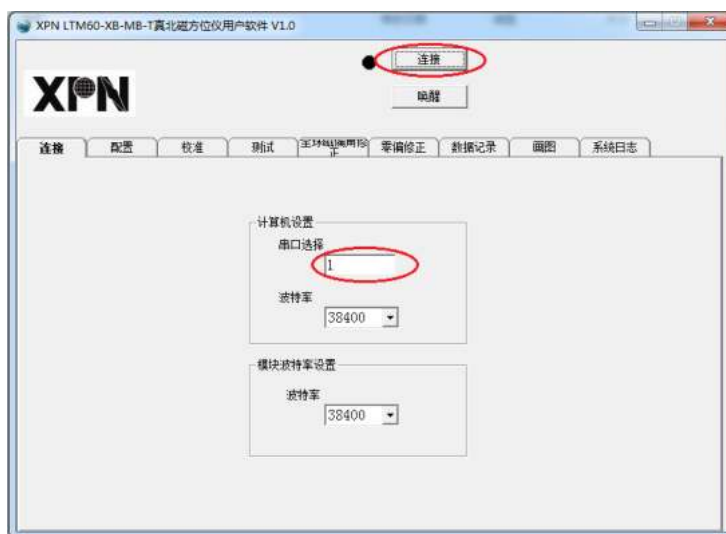 XPN LTM60-XB-MB-T真北磁方位仪用户软件 V1.0
连接
XPN
唤醒
连接
配置
校准
测试
零偏修正
数据记录
画图
系统日志
计算机设置
串口选择
1
波特率
38400
模块波特率设置
波特率
38400